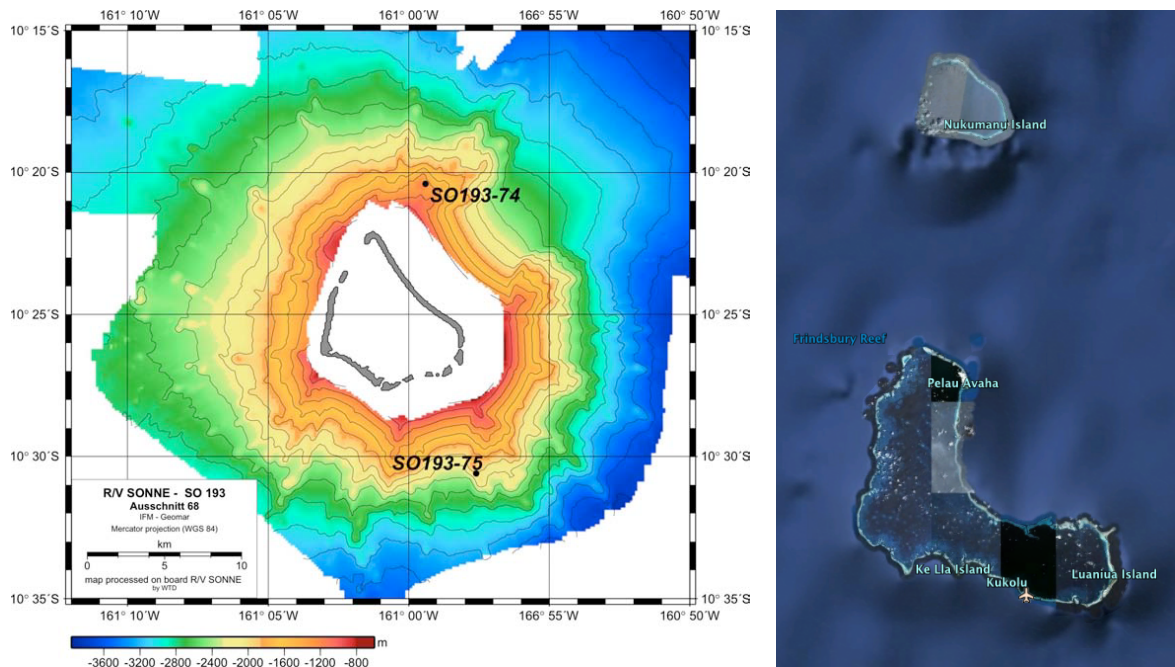 161° 10'W
161° 05'W
161° 00'W
166° 55'W
160° 50'W
10° 15'S
10° 15'S
10° 20'S
10° 20'S
SO193-74
10° 25'S
10° 25'S
10° 30'S
10° 30'S
SO193-75
R/V SONNE - SO 193
Ausschnitt 68
IFM - Geomar
Mercator projection (WGS 84)
km
0 5 10
map processed on board R/V SONNE
by WTD
10° 35'S
10° 35'S
161° 10'W
161° 05'W
161° 00'W
166° 55'W
160° 50'W
m
-3600 -3200 -2800 -2400 -2000 -1600 -1200 -800
Nukumanu Island
Frindsbury Reef
Pelau Avaha
Ke Lla Island
Kukolu
Luaniua Island